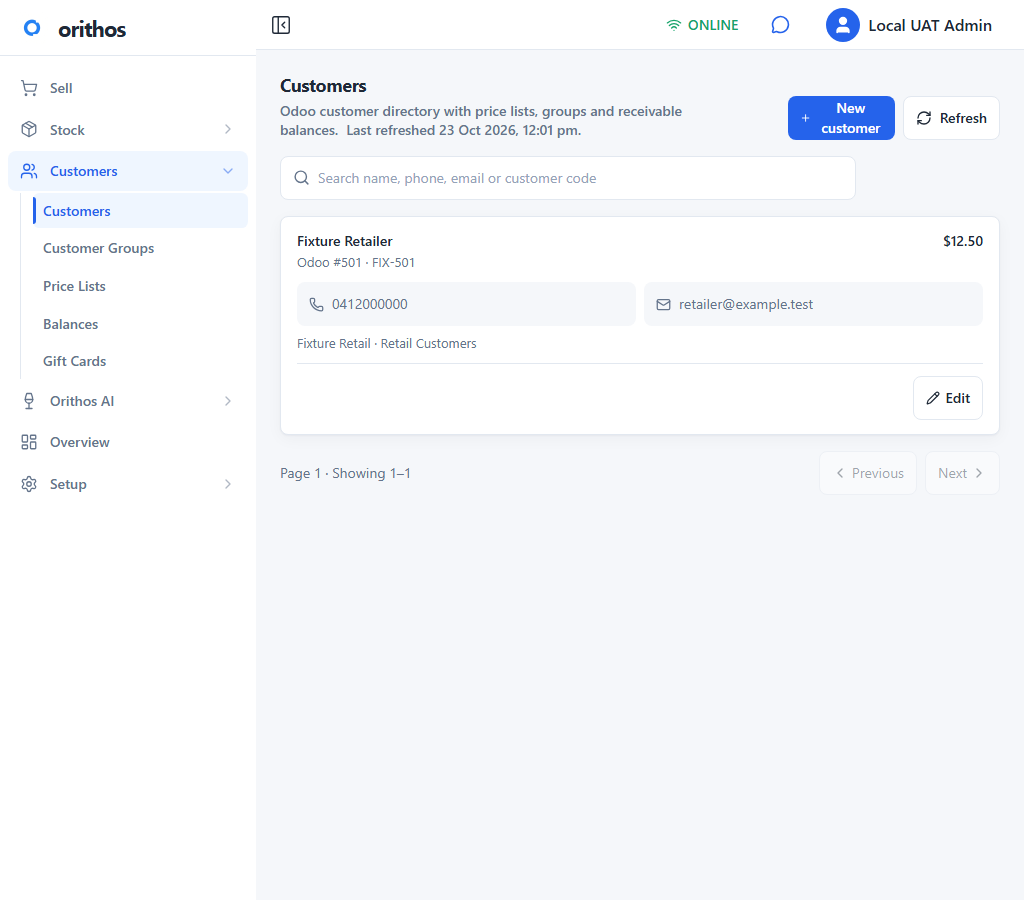 orithos
ONLINE
Local UAT Admin
Sell
Stock
Customers
Customers
Customer Groups
Price Lists
Balances
Gift Cards
Orithos AI
Overview
Setup
Customers
Odoo customer directory with price lists, groups and receivable
balances.  Last refreshed 23 Oct 2026, 12:01 pm.
New
customer
Refresh
Search name, phone, email or customer code
Fixture Retailer
$12.50
Odoo #501 · FIX-501
0412000000
retailer@example.test
Fixture Retail · Retail Customers
Edit
Page 1 · Showing 1–1
Previous
Next